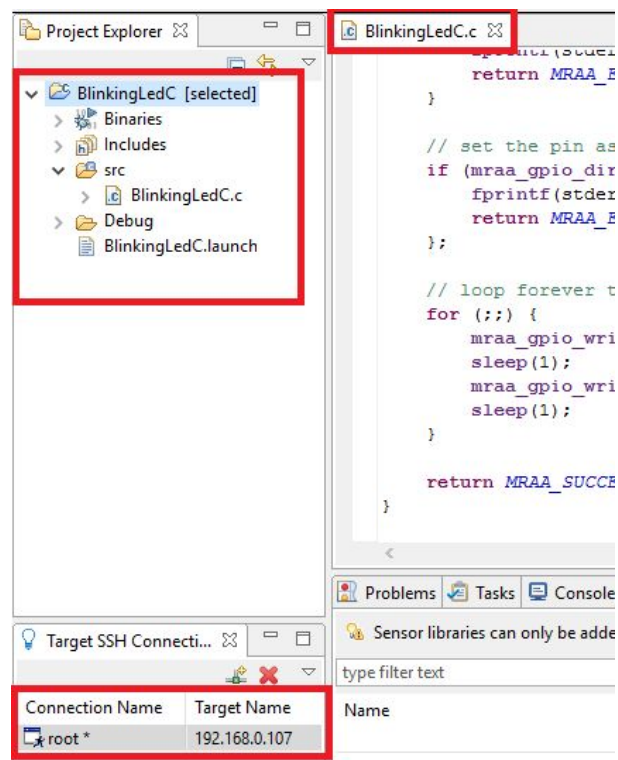 Project Explorer
BlinkingLedC [selected]
Binaries
Includes
src
BlinkingLedC.c
Debug
BlinkingLedC.launch
BlinkingLedC.c
return MRAA_E
}
// set the pin as
if (mraa_gpio_dir
fprintf(stder
return MRAA_E
};
// loop forever t
for (;;) {
mraa_gpio_wri
sleep(1);
mraa_gpio_wri
sleep(1);
}
return MRAA_SUCCE
}
Problems Tasks Console
Sensor libraries can only be adde
type filter text
Name
Target SSH Connecti...
Connection Name Target Name
root * 192.168.0.107